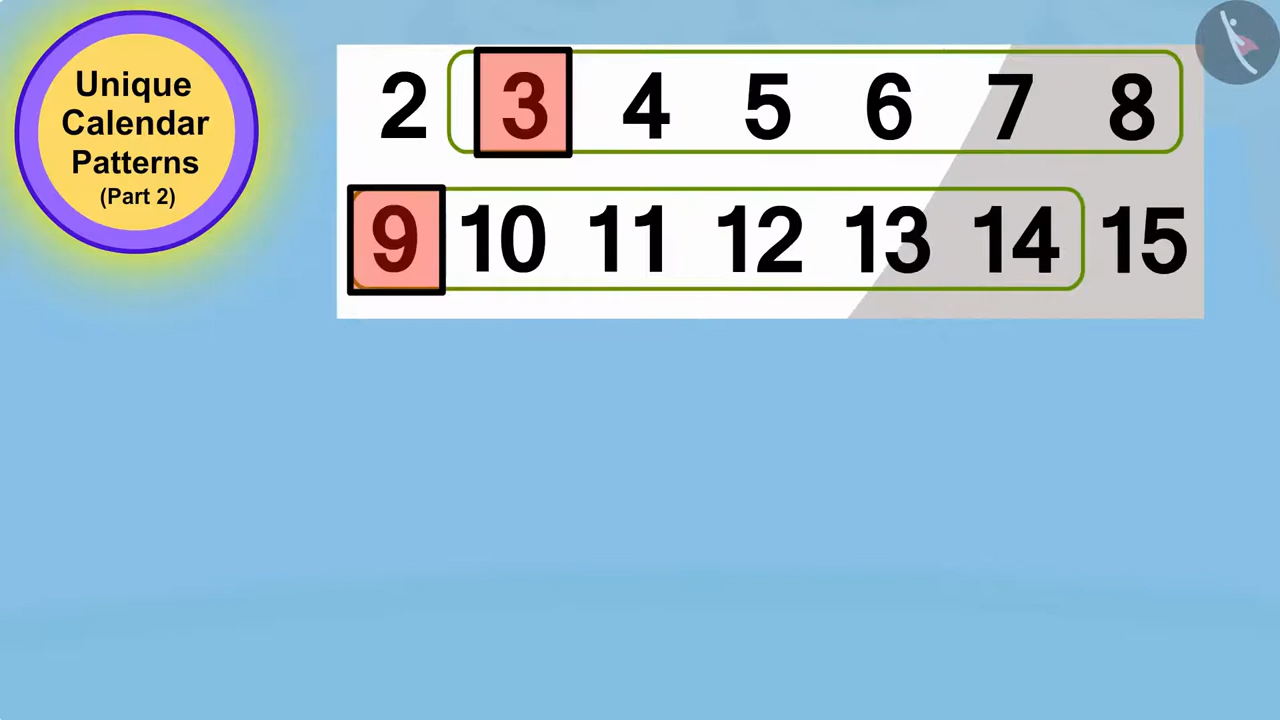 Unique
Calendar
Patterns
(Part 2)
2 3 4 5 6 7 8
9 10 11 12 13 14 15